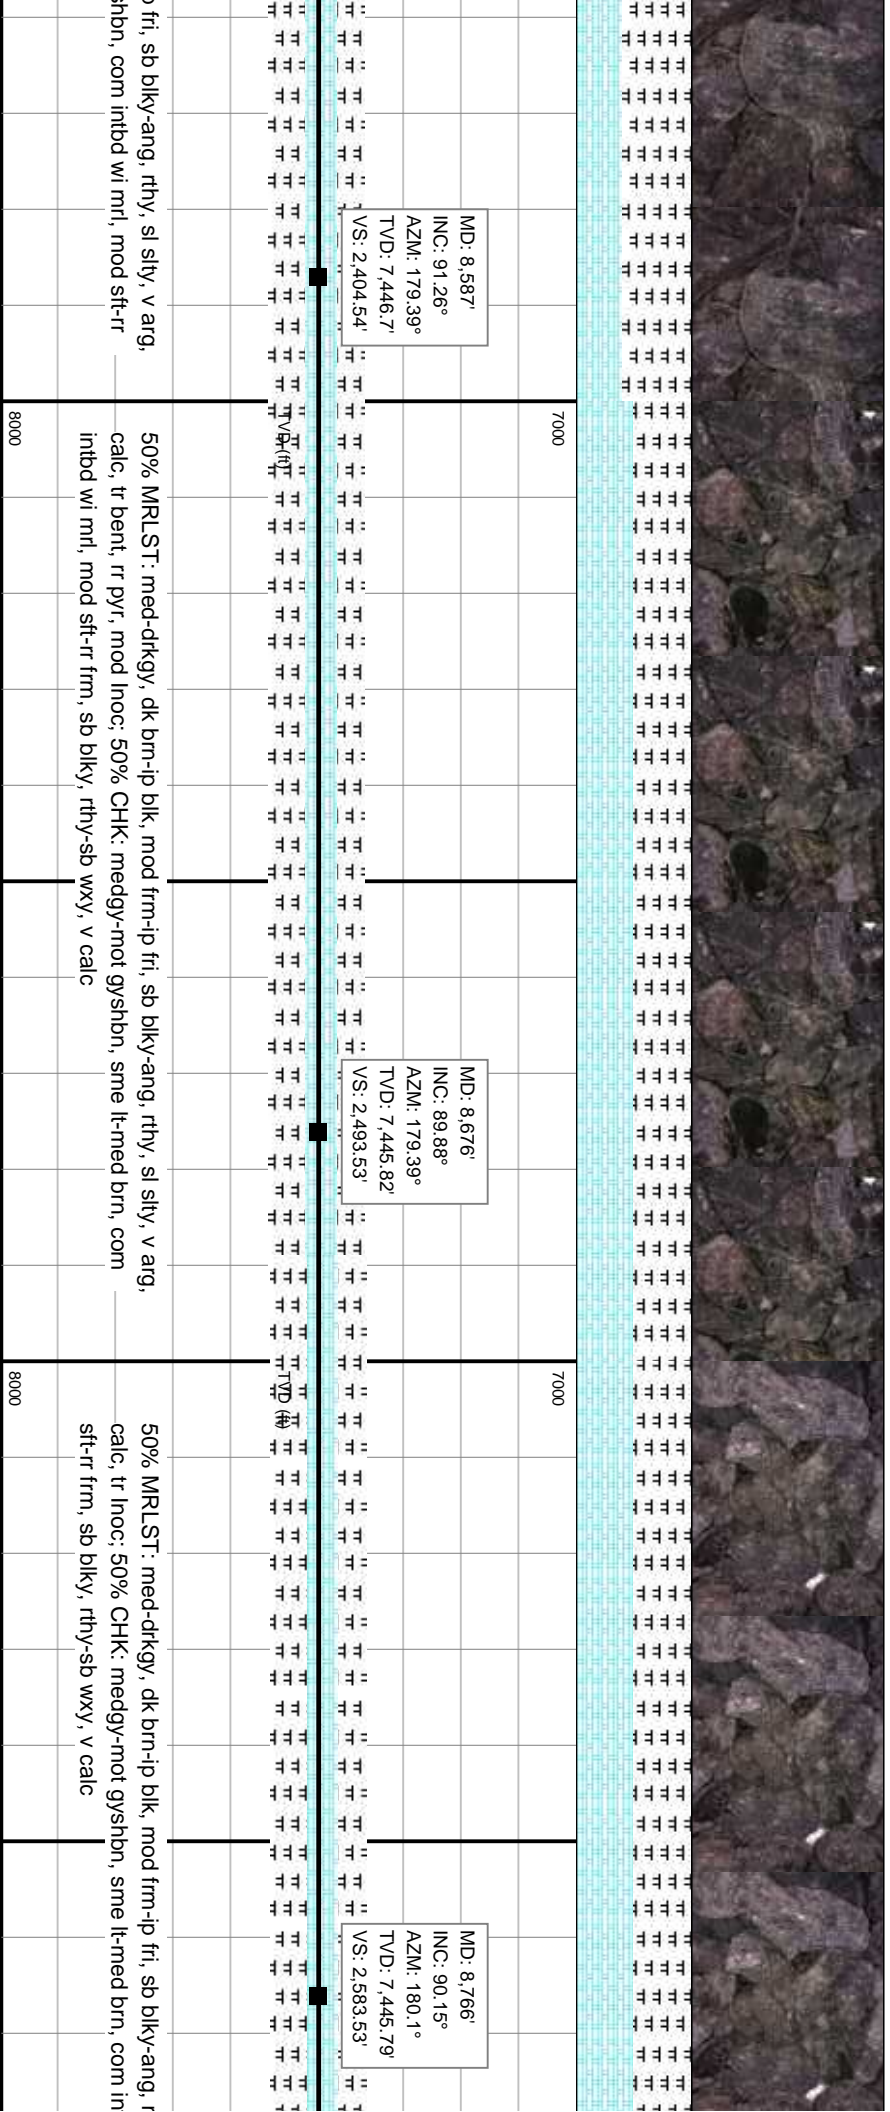 o fri, sb blky-ang, rthy, sl slty, v arg,
shbn, com intbd wi mrl, mod sft-rr
MD: 8,587'
INC: 91.26°
AZM: 179.39°
TVD: 7,446.7'
VS: 2,404.54'
7000
TVD (ft)
8000
50% MRLST: med-drkgy, dk brn-ip blk, mod frm-ip fri, sb blky-ang, rthy, sl slty, v arg,
calc, tr bent, rr pyr, mod Inoc; 50% CHK: medgy-mot gyshbn, sme lt-med brn, com
intbd wi mrl, mod sft-rr frm, sb blky, rthy-sb wxy, v calc
MD: 8,676'
INC: 89.88°
AZM: 179.39°
TVD: 7,445.82'
VS: 2,493.53'
7000
TVD (ft)
8000
50% MRLST: med-drkgy, dk brn-ip blk, mod frm-ip fri, sb blky-ang, r
calc, tr Inoc; 50% CHK: medgy-mot gyshbn, sme lt-med brn, com in
sft-rr frm, sb blky, rthy-sb wxy, v calc
MD: 8,766'
INC: 90.15°
AZM: 180.1°
TVD: 7,445.79'
VS: 2,583.53'